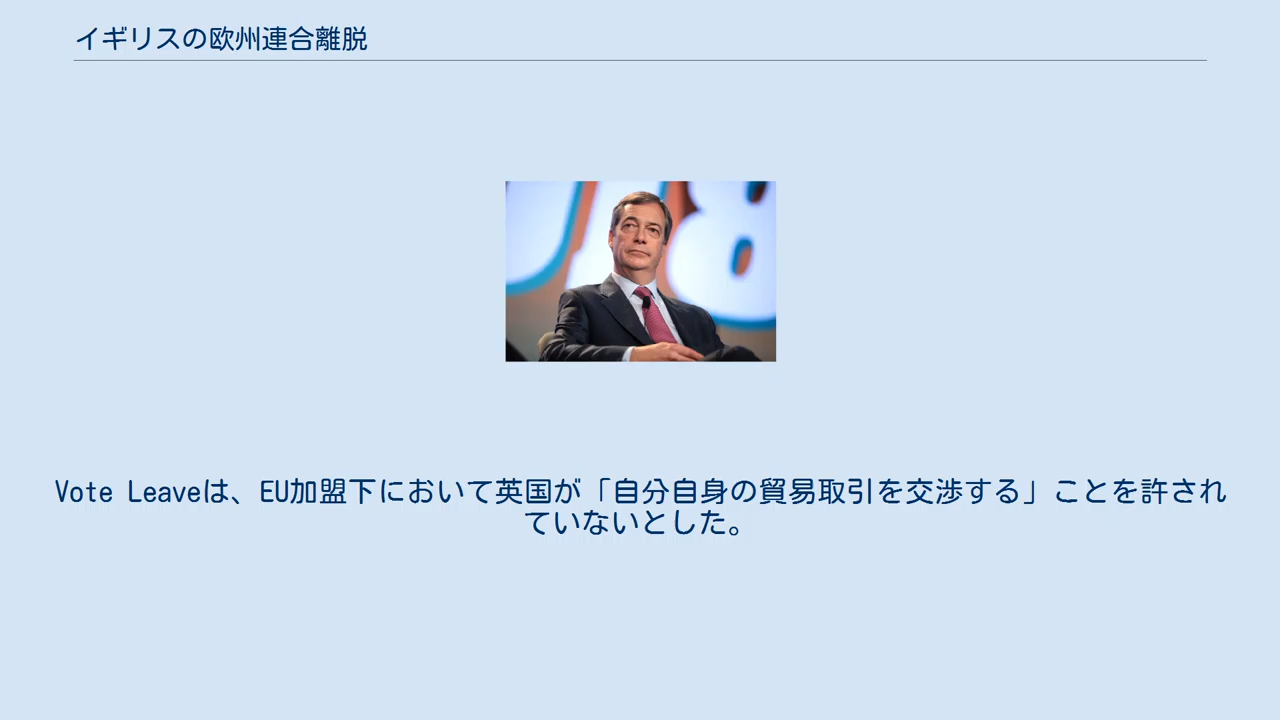 イギリスの欧州連合離脱
Vote Leaveは、EU加盟下において英国が「自分自身の貿易取引を交渉する」ことを許され
ていないとした。